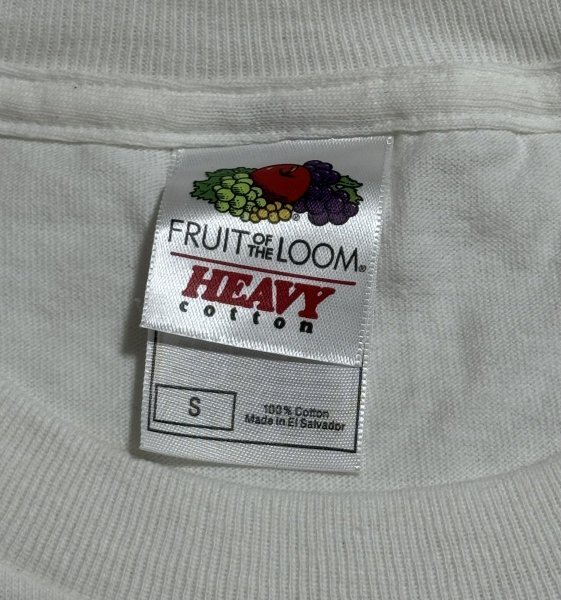 FRUIT OF THE LOOM®
HEAVY
cotton
S
100% Cotton
Made in El Salvador